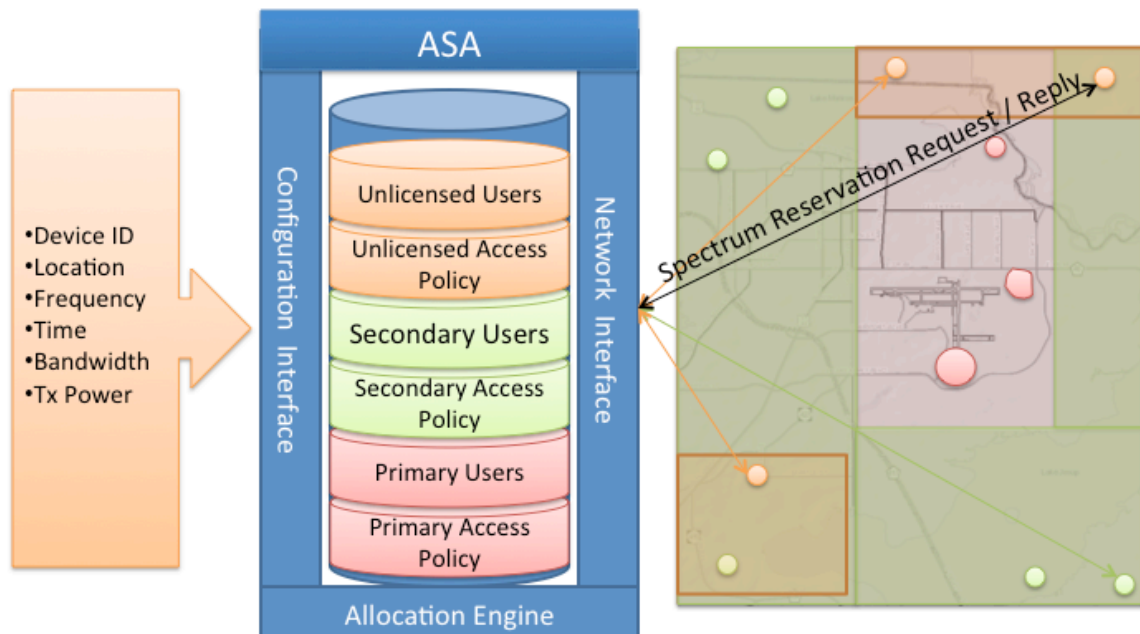 ASA
•Device ID
•Location
•Frequency
•Time
•Bandwidth
•Tx Power
Configuration Interface
Unlicensed Users
Unlicensed Access
Policy
Secondary Users
Secondary Access
Policy
Primary Users
Primary Access
Policy
Network Interface
Allocation Engine
Spectrum Reservation Request / Reply